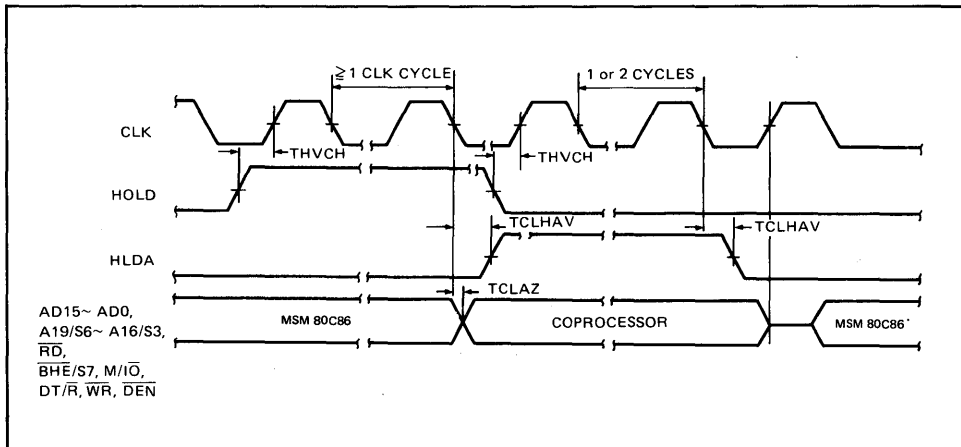 ≧1 CLK CYCLE
1 or 2 CYCLES
CLK
THVCH
THVCH
HOLD
TCLHAV
TCLHAV
HLDA
TCLAZ
AD15~ AD0,
A19/S6~ A16/S3,
RD,
BHE/S7, M/IO,
DT/R, WR, DEN
MSM 80C86
COPROCESSOR
MSM 80C86